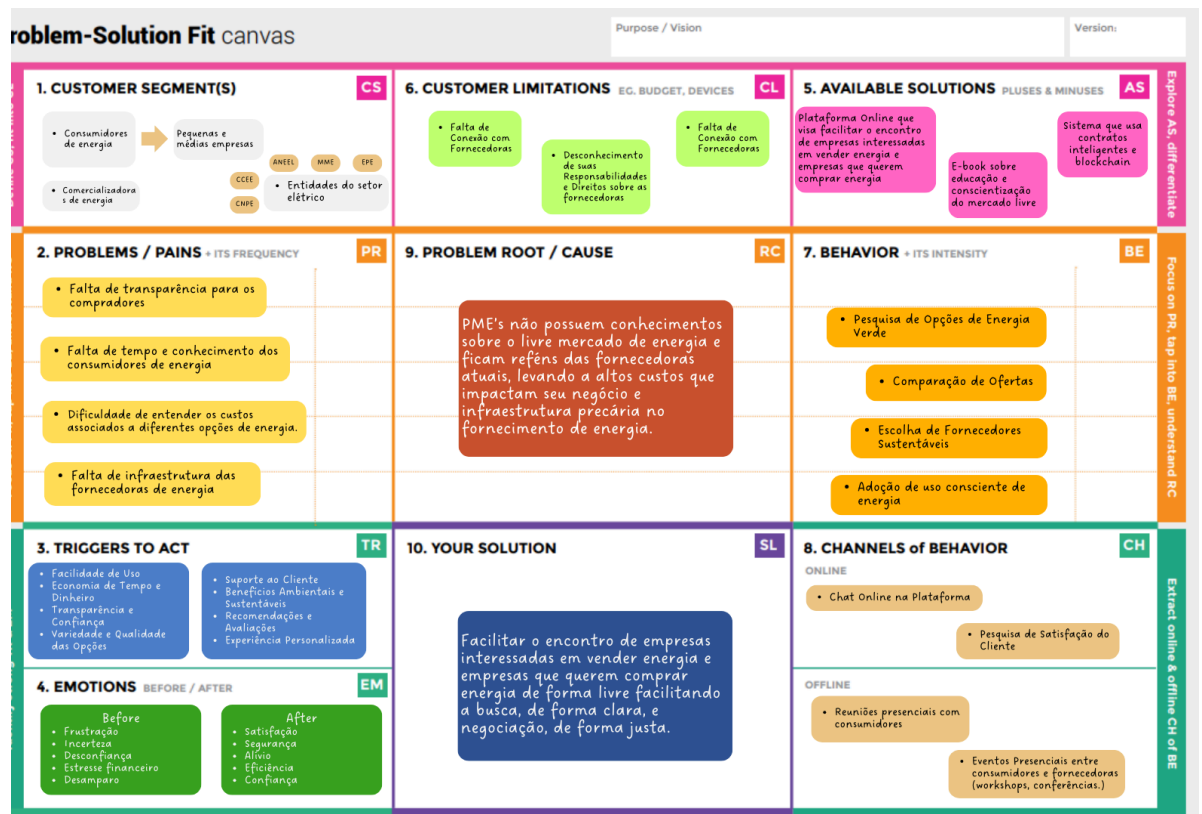 roblem-Solution Fit canvas
Purpose / Vision
Version:
1. CUSTOMER SEGMENT(S)
CS
• Consumidores
de energia
Pequenas e
médias empresas
• Comercializadora
s de energia
ANEEL
MME
EPE
CCEE
CNPE
• Entidades do setor
elétrico
6. CUSTOMER LIMITATIONS EG. BUDGET, DEVICES
CL
• Falta de
Conexão com
Fornecedoras
• Desconhecimento
de suas
Responsabilidades
e Direitos sobre as
fornecedoras
• Falta de
Conexão com
Fornecedoras
5. AVAILABLE SOLUTIONS PLUSES & MINUSES
AS
Plataforma Online que
visa facilitar o encontro
de empresas interessadas
em vender energia e
empresas que querem
comprar energia
E-book sobre
educação e
conscientização
do mercado livre
Sistema que usa
contratos
inteligentes e
blockchain
Explore AS, differentiate
2. PROBLEMS / PAINS + ITS FREQUENCY
PR
• Falta de transparência para os
compradores
• Falta de tempo e conhecimento dos
consumidores de energia
• Dificuldade de entender os custos
associados a diferentes opções de energia.
• Falta de infraestrutura das
fornecedoras de energia
9. PROBLEM ROOT / CAUSE
RC
PME's não possuem conhecimentos
sobre o livre mercado de energia e
ficam reféns das fornecedoras
atuais, levando a altos custos que
impactam seu negócio e
infraestrutura precária no
fornecimento de energia.
7. BEHAVIOR + ITS INTENSITY
BE
• Pesquisa de Opções de Energia
Verde
• Comparação de Ofertas
• Escolha de Fornecedores
Sustentáveis
• Adoção de uso consciente de
energia
Focus on PR, tap into BE, understand RC
3. TRIGGERS TO ACT
TR
• Facilidade de Uso
• Economia de Tempo e
Dinheiro
• Transparência e
Confiança
• Variedade e Qualidade
das Opções
• Suporte ao Cliente
• Benefícios Ambientais e
Sustentáveis
• Recomendações e
Avaliações
• Experiência Personalizada
4. EMOTIONS BEFORE / AFTER
EM
Before
• Frustração
• Incerteza
• Desconfiança
• Estresse financeiro
• Desamparo
After
• Satisfação
• Segurança
• Alívio
• Eficiência
• Confiança
10. YOUR SOLUTION
SL
Facilitar o encontro de empresas
interessadas em vender energia e
empresas que querem comprar
energia de forma livre facilitando
a busca, de forma clara, e
negociação, de forma justa.
8. CHANNELS of BEHAVIOR
CH
ONLINE
• Chat Online na Plataforma
• Pesquisa de Satisfação do
Cliente
OFFLINE
• Reuniões presenciais com
consumidores
• Eventos Presenciais entre
consumidores e fornecedoras
(workshops, conferências.)
Extract online & offline CH of BE